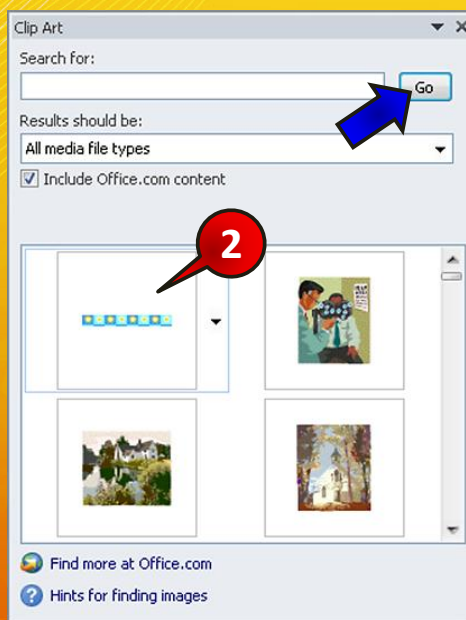 Clip Art
Search for:
Go
Results should be:
All media file types
Include Office.com content
2
Find more at Office.com
Hints for finding images